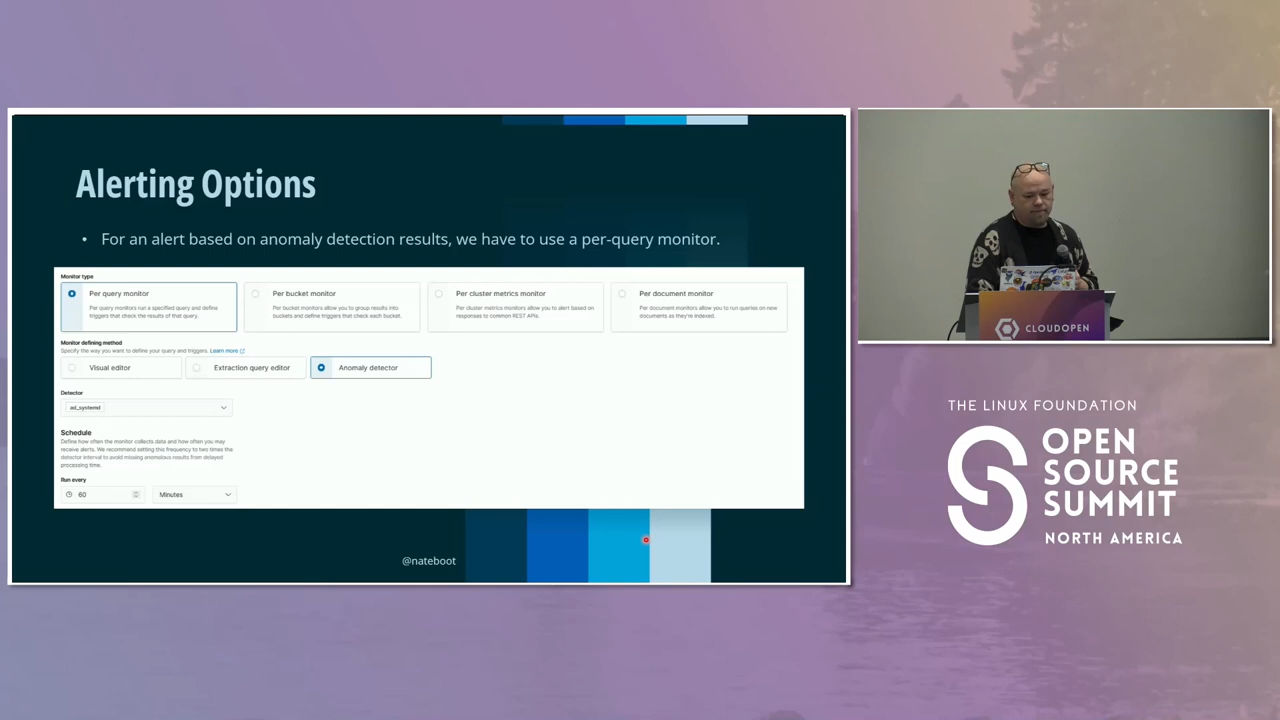 Alerting Options
• For an alert based on anomaly detection results, we have to use a per-query monitor.
Monitor type
Per query monitor
Per query monitors run a specified query and define
triggers that check the results of that query.
Per bucket monitor
Per bucket monitors allow you to group results into
buckets and define triggers that check each bucket.
Per cluster metrics monitor
Per cluster metrics monitors allow you to alert based on
responses to common REST APIs.
Per document monitor
Per document monitors allow you to run queries on new
documents as they're indexed.
Monitor defining method
Specify the way you want to define your query and triggers. Learn more
Visual editor
Extraction query editor
Anomaly detector
Detector
ad_systemd
Schedule
Define how often the monitor collects data and how often you may
receive alerts. We recommend setting this frequency to two times the
detector interval to avoid missing anomalous results from delayed
processing time.
Run every
60
Minutes
@nateboot
CLOUDOPEN
THE LINUX FOUNDATION
OPEN
SOURCE
SUMMIT
NORTH AMERICA